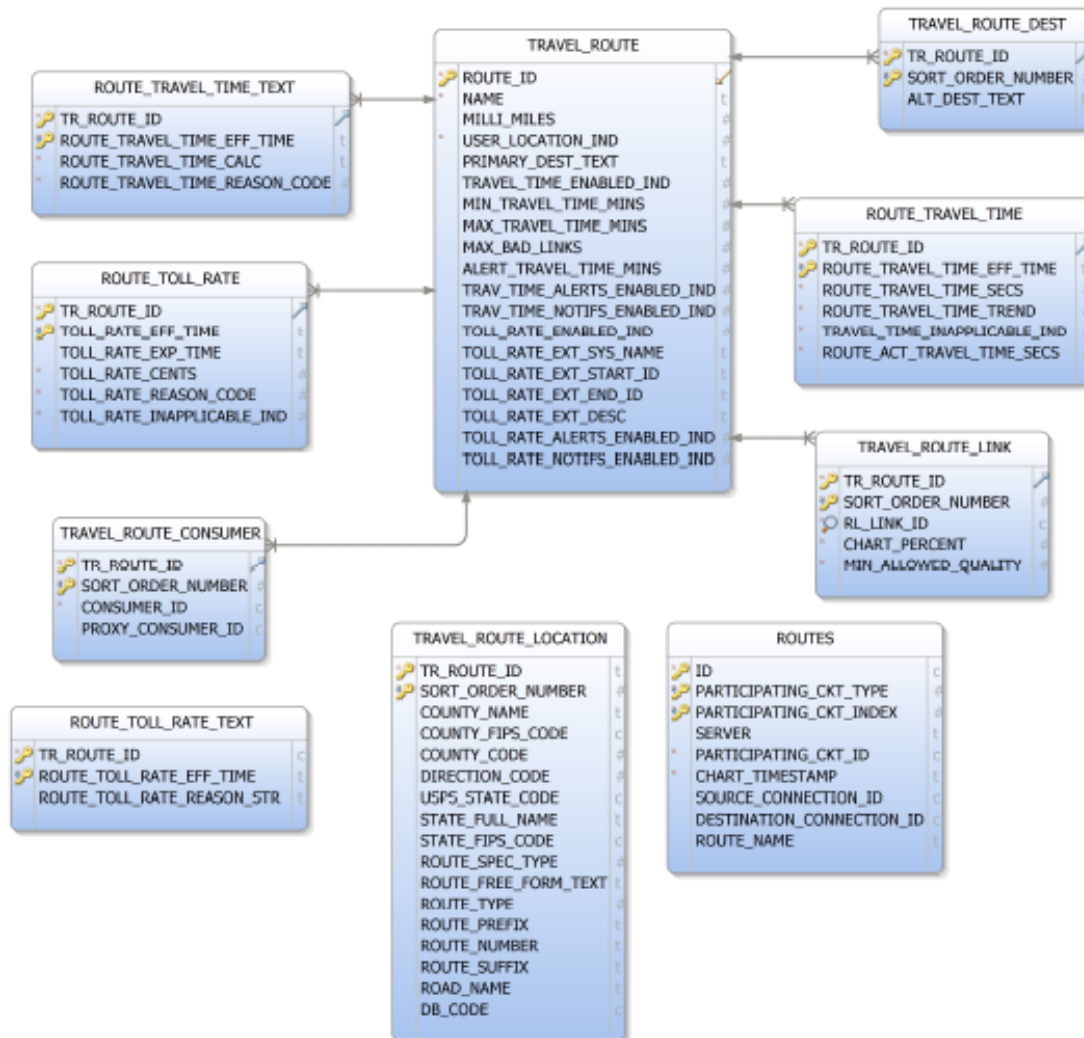 TRAVEL_ROUTE_DEST
TR_ROUTE_ID
SORT_ORDER_NUMBER
ALT_DEST_TEXT
TRAVEL_ROUTE
ROUTE_ID
NAME
MILLI_MILES
USER_LOCATION_IND
PRIMARY_DEST_TEXT
TRAVEL_TIME_ENABLED_IND
MIN_TRAVEL_TIME_MINS
MAX_TRAVEL_TIME_MINS
MAX_BAD_LINKS
ALERT_TRAVEL_TIME_MINS
TRAV_TIME_ALERTS_ENABLED_IND
TRAV_TIME_NOTIFS_ENABLED_IND
TOLL_RATE_ENABLED_IND
TOLL_RATE_EXT_SYS_NAME
TOLL_RATE_EXT_START_ID
TOLL_RATE_EXT_END_ID
TOLL_RATE_EXT_DESC
TOLL_RATE_ALERTS_ENABLED_IND
TOLL_RATE_NOTIFS_ENABLED_IND
ROUTE_TRAVEL_TIME_TEXT
TR_ROUTE_ID
ROUTE_TRAVEL_TIME_EFF_TIME
ROUTE_TRAVEL_TIME_CALC
ROUTE_TRAVEL_TIME_REASON_CODE
ROUTE_TRAVEL_TIME
TR_ROUTE_ID
ROUTE_TRAVEL_TIME_EFF_TIME
ROUTE_TRAVEL_TIME_SECS
ROUTE_TRAVEL_TIME_TREND
TRAVEL_TIME_INAPPLICABLE_IND
ROUTE_ACT_TRAVEL_TIME_SECS
ROUTE_TOLL_RATE
TR_ROUTE_ID
TOLL_RATE_EFF_TIME
TOLL_RATE_EXP_TIME
TOLL_RATE_CENTS
TOLL_RATE_REASON_CODE
TOLL_RATE_INAPPLICABLE_IND
TRAVEL_ROUTE_LINK
TR_ROUTE_ID
SORT_ORDER_NUMBER
RL_LINK_ID
CHART_PERCENT
MIN_ALLOWED_QUALITY
TRAVEL_ROUTE_CONSUMER
TR_ROUTE_ID
SORT_ORDER_NUMBER
CONSUMER_ID
PROXY_CONSUMER_ID
TRAVEL_ROUTE_LOCATION
TR_ROUTE_ID
SORT_ORDER_NUMBER
COUNTY_NAME
COUNTY_FIPS_CODE
COUNTY_CODE
DIRECTION_CODE
USPS_STATE_CODE
STATE_FULL_NAME
STATE_FIPS_CODE
ROUTE_SPEC_TYPE
ROUTE_FREE_FORM_TEXT
ROUTE_TYPE
ROUTE_PREFIX
ROUTE_NUMBER
ROUTE_SUFFIX
ROAD_NAME
DB_CODE
ROUTES
ID
PARTICIPATING_CKT_TYPE
PARTICIPATING_CKT_INDEX
SERVER
PARTICIPATING_CKT_ID
CHART_TIMESTAMP
SOURCE_CONNECTION_ID
DESTINATION_CONNECTION_ID
ROUTE_NAME
ROUTE_TOLL_RATE_TEXT
TR_ROUTE_ID
ROUTE_TOLL_RATE_EFF_TIME
ROUTE_TOLL_RATE_REASON_STR